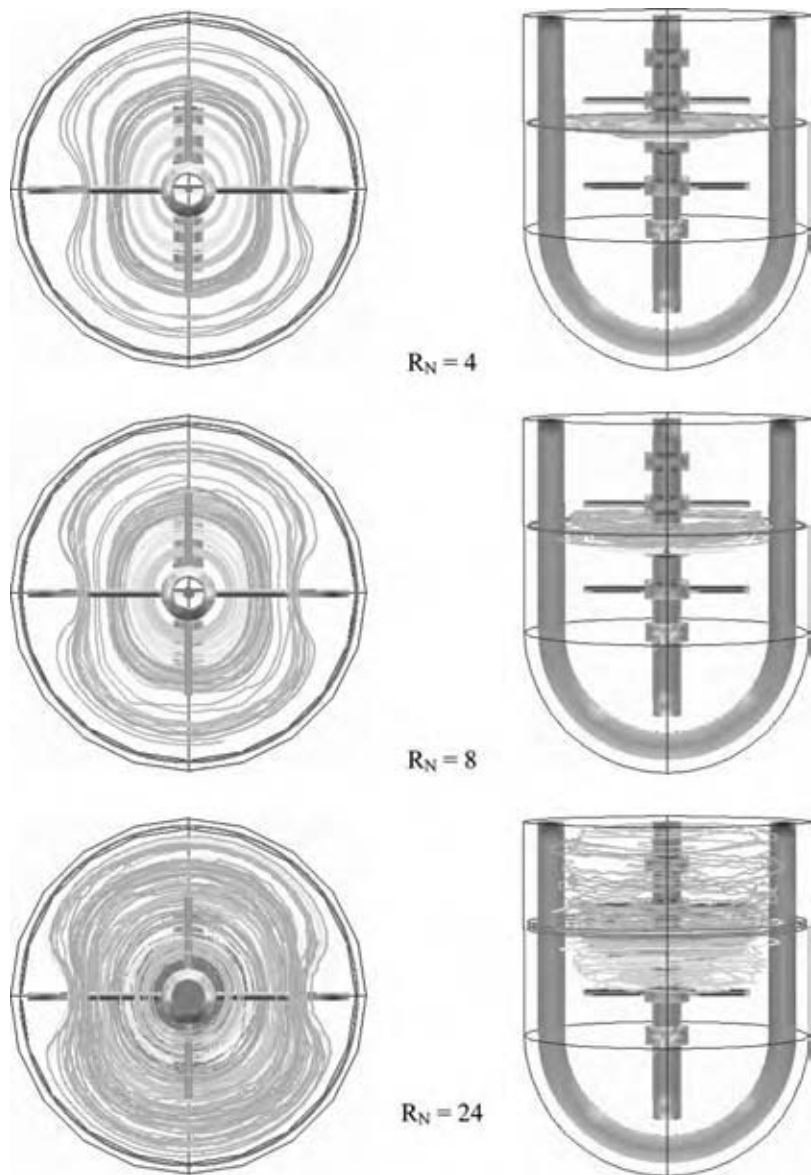 R_N = 4
R_N = 8
R_N = 24